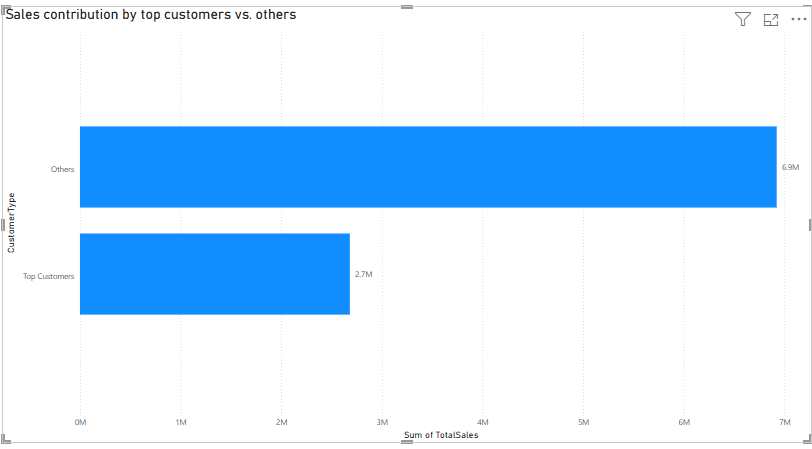 Sales contribution by top customers vs. others
Others
6.9M
CustomerType
Top Customers
2.7M
0M 1M 2M 3M 4M 5M 6M 7M
Sum of TotalSales